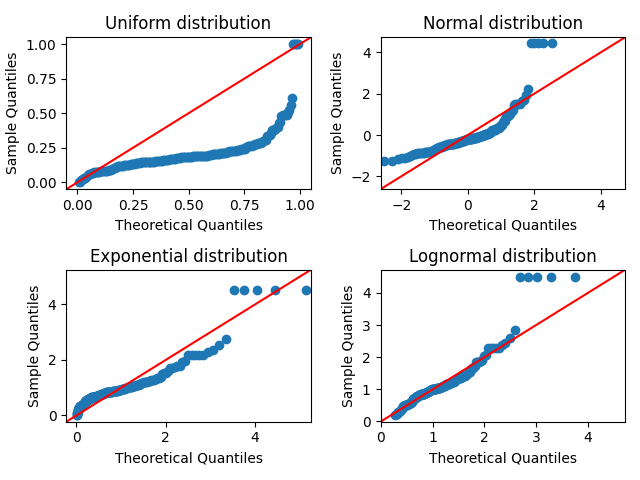 Uniform distribution
Sample Quantiles
1.00
0.75
0.50
0.25
0.00
0.00 0.25 0.50 0.75 1.00
Theoretical Quantiles
Normal distribution
Sample Quantiles
4
2
0
−2
−2 0 2 4
Theoretical Quantiles
Exponential distribution
Sample Quantiles
4
2
0
0 2 4
Theoretical Quantiles
Lognormal distribution
Sample Quantiles
4
3
2
1
0
0 1 2 3 4
Theoretical Quantiles